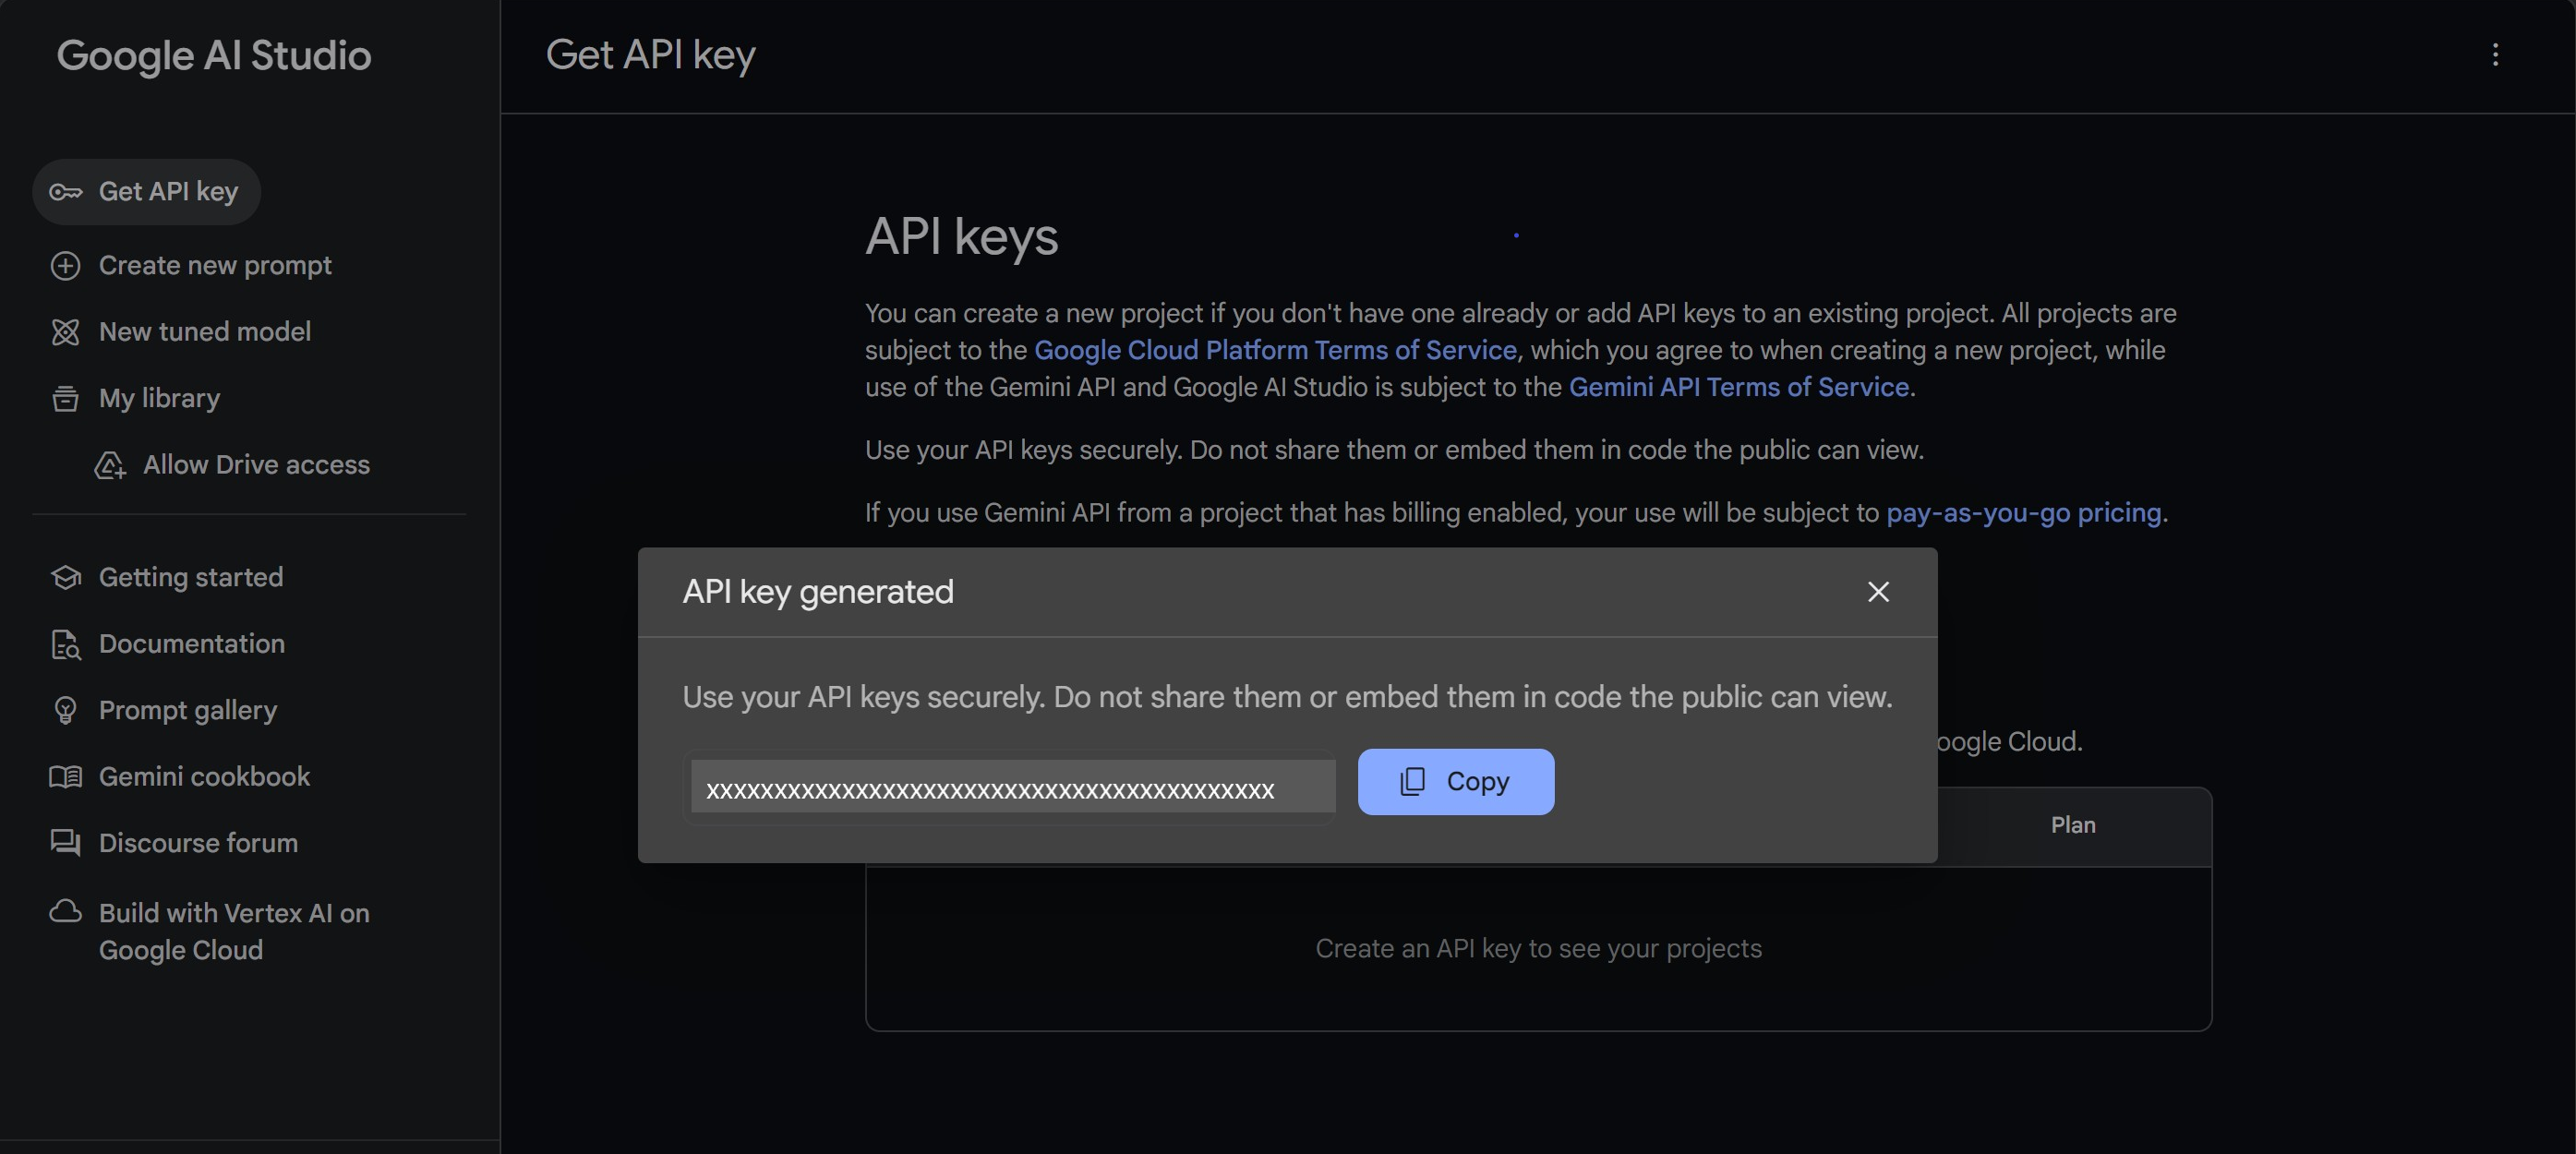 Google AI Studio
Get API key
Create new prompt
New tuned model
My library
Allow Drive access
Getting started
Documentation
Prompt gallery
Gemini cookbook
Discourse forum
Build with Vertex AI on
Google Cloud
Get API key
API keys
You can create a new project if you don't have one already or add API keys to an existing project. All projects are
subject to the Google Cloud Platform Terms of Service, which you agree to when creating a new project, while
use of the Gemini API and Google AI Studio is subject to the Gemini API Terms of Service.
Use your API keys securely. Do not share them or embed them in code the public can view.
If you use Gemini API from a project that has billing enabled, your use will be subject to pay-as-you-go pricing.
API key generated
Use your API keys securely. Do not share them or embed them in code the public can view.
xxxxxxxxxxxxxxxxxxxxxxxxxxxxxxxxxxxxxxxxxx
Copy
oogle Cloud.
Plan
Create an API key to see your projects